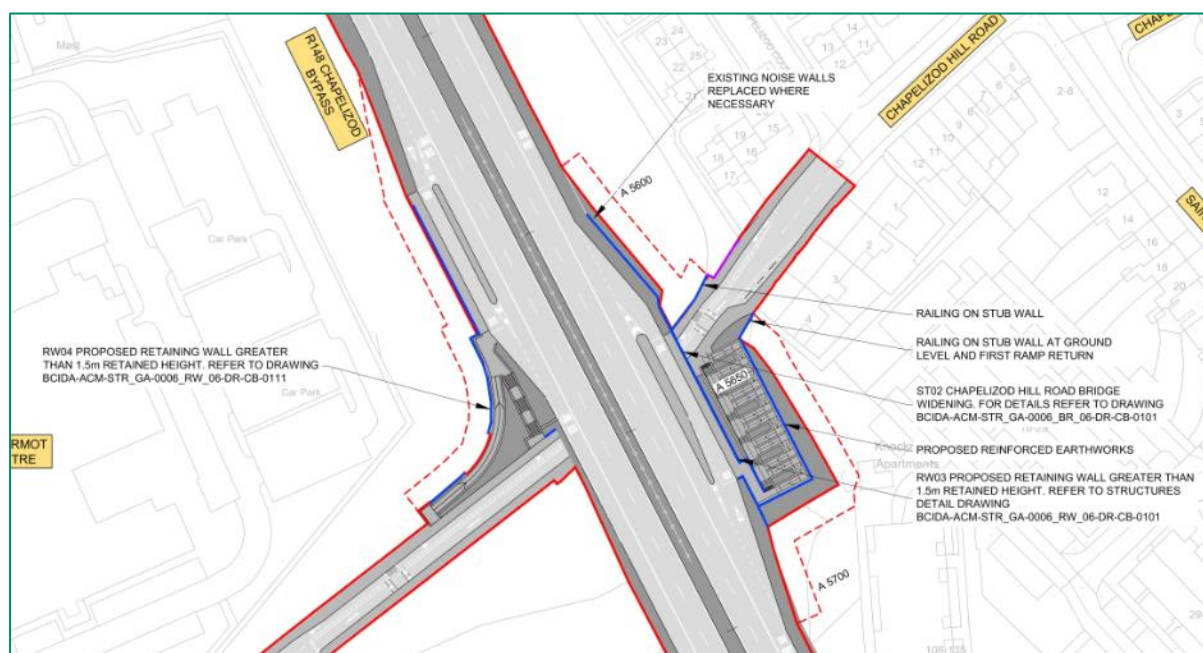 Mast
R148 CHAPELIZOD
BYPASS
EXISTING NOISE WALLS
REPLACED WHERE
NECESSARY
CHAPELIZOD HILL ROAD
CHAPE
SAR
A 5600
Car Park
Car Park
RAILING ON STUB WALL
RAILING ON STUB WALL AT GROUND
LEVEL AND FIRST RAMP RETURN
RW04 PROPOSED RETAINING WALL GREATER
THAN 1.5m RETAINED HEIGHT. REFER TO DRAWING
BCIDA-ACM-STR_GA-0006_RW_06-DR-CB-0111
A 5650
ST02 CHAPELIZOD HILL ROAD BRIDGE
WIDENING. FOR DETAILS REFER TO DRAWING
BCIDA-ACM-STR_GA-0006_BR_06-DR-CB-0101
RMOT
TRE
PROPOSED REINFORCED EARTHWORKS
Apartments
RW03 PROPOSED RETAINING WALL GREATER THAN
1.5m RETAINED HEIGHT. REFER TO STRUCTURES
DETAIL DRAWING
BCIDA-ACM-STR_GA-0006_RW_06-DR-CB-0101
A 5700